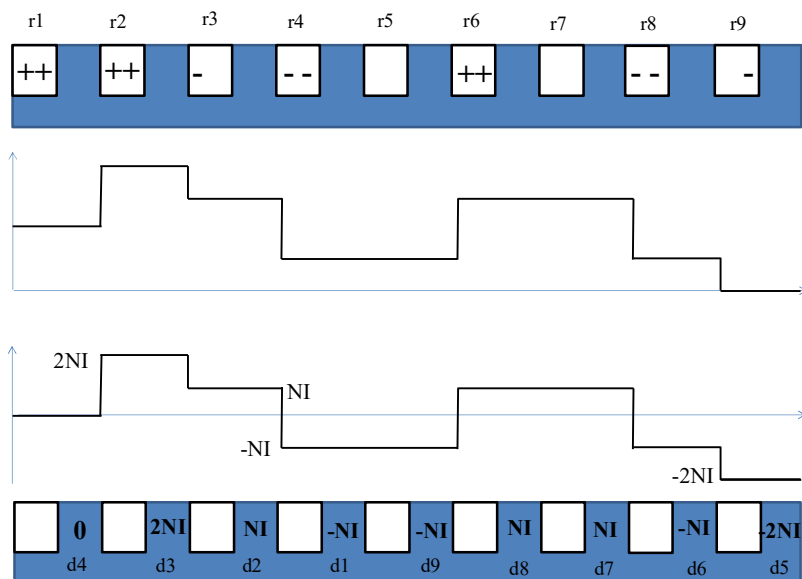 r1 r2 r3 r4 r5 r6 r7 r8 r9
++ ++ - - - ++ - - -
2NI
NI
-NI
-2NI
0 2NI NI -NI -NI NI NI -NI -2NI
d4 d3 d2 d1 d9 d8 d7 d6 d5